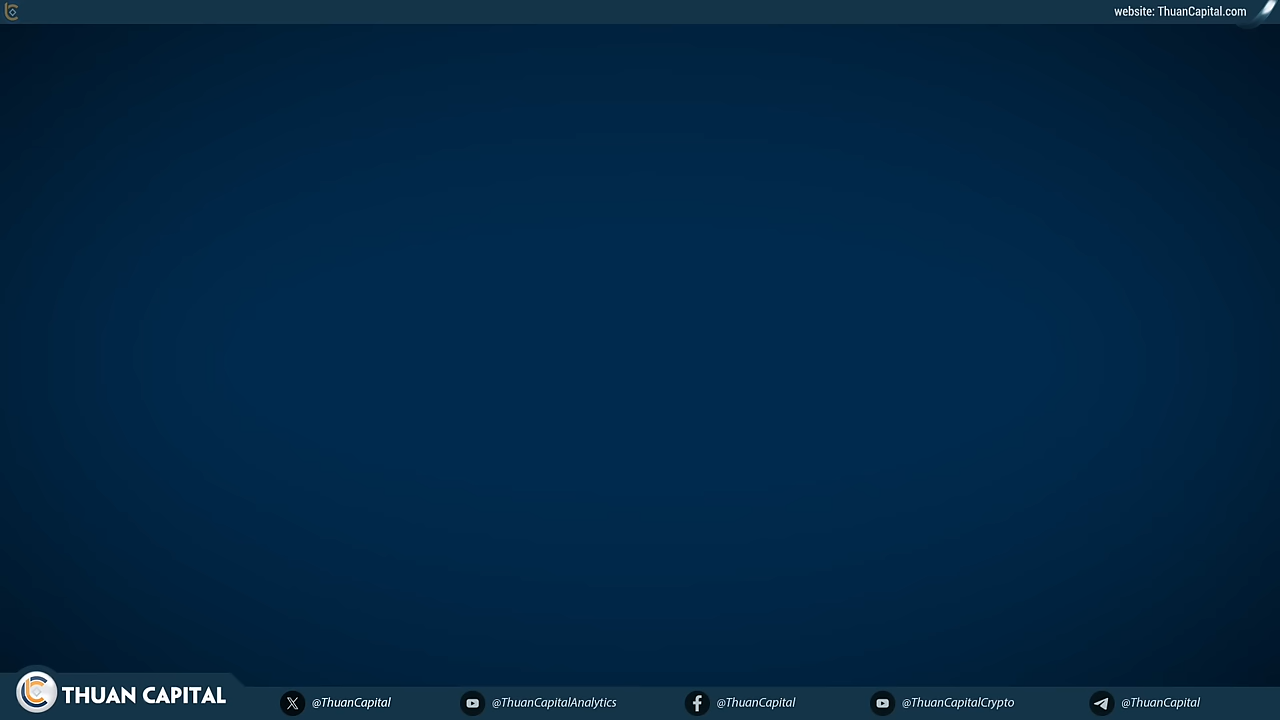 website: ThuanCapital.com
THUAN CAPITAL
@ThuanCapital
@ThuanCapitalAnalytics
@ThuanCapital
@ThuanCapitalCrypto
@ThuanCapital